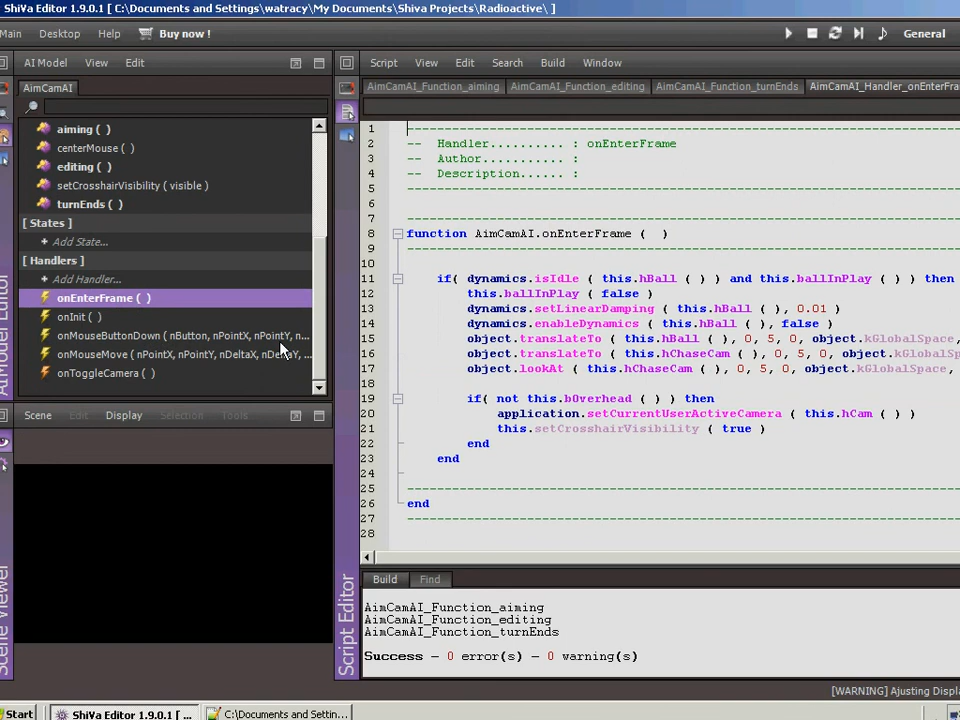 ShiVa Editor 1.9.0.1 [ C:\Documents and Settings\watracy\My Documents\Shiva Projects\Radioactive\ ]
Main Desktop Help Buy now ! General
AI Model View Edit
AimCamAI
aiming ( )
centerMouse ( )
editing ( )
setCrosshairVisibility ( visible )
turnEnds ( )
[ States ]
+ Add State...
[ Handlers ]
+ Add Handler...
onEnterFrame ( )
onInit ( )
onMouseButtonDown ( nButton, nPointX, nPointY, n...
onMouseMove ( nPointX, nPointY, nDeltaX, nDeltaY, ...
onToggleCamera ( )
AI Model Editor
Scene Edit Display Selection Tools
Scene Viewer
Script View Edit Search Build Window
AimCamAI_Function_aiming AimCamAI_Function_editing AimCamAI_Function_turnEnds AimCamAI_Handler_onEnterFra
1 --------------------------------------------------------------------------------
2 -- Handler.......... : onEnterFrame
3 -- Author........... :
4 -- Description...... :
5 --------------------------------------------------------------------------------
6
7 --------------------------------------------------------------------------------
8 function AimCamAI.onEnterFrame ( )
9 --------------------------------------------------------------------------------
10
11 if( dynamics.isIdle ( this.hBall ( ) ) and this.ballInPlay ( ) ) then
12 this.ballInPlay ( false )
13 dynamics.setLinearDamping ( this.hBall ( ), 0.01 )
14 dynamics.enableDynamics ( this.hBall ( ), false )
15 object.translateTo ( this.hBall ( ), 0, 5, 0, object.kGlobalSpace,
16 object.translateTo ( this.hChaseCam ( ), 0, 5, 0, object.kGlobalSp
17 object.lookAt ( this.hChaseCam ( ), 0, 5, 0, object.kGlobalSpace,
18
19 if( not this.bOverhead ( ) ) then
20 application.setCurrentUserActiveCamera ( this.hCam ( ) )
21 this.setCrosshairVisibility ( true )
22 end
23 end
24
25 --------------------------------------------------------------------------------
26 end
27 --------------------------------------------------------------------------------
28
Script Editor
Build Find
AimCamAI_Function_aiming
AimCamAI_Function_editing
AimCamAI_Function_turnEnds
Success - 0 error(s) - 0 warning(s)
[WARNING] Ajusting Displa
Start ShiVa Editor 1.9.0.1 [ ... C:\Documents and Settin...